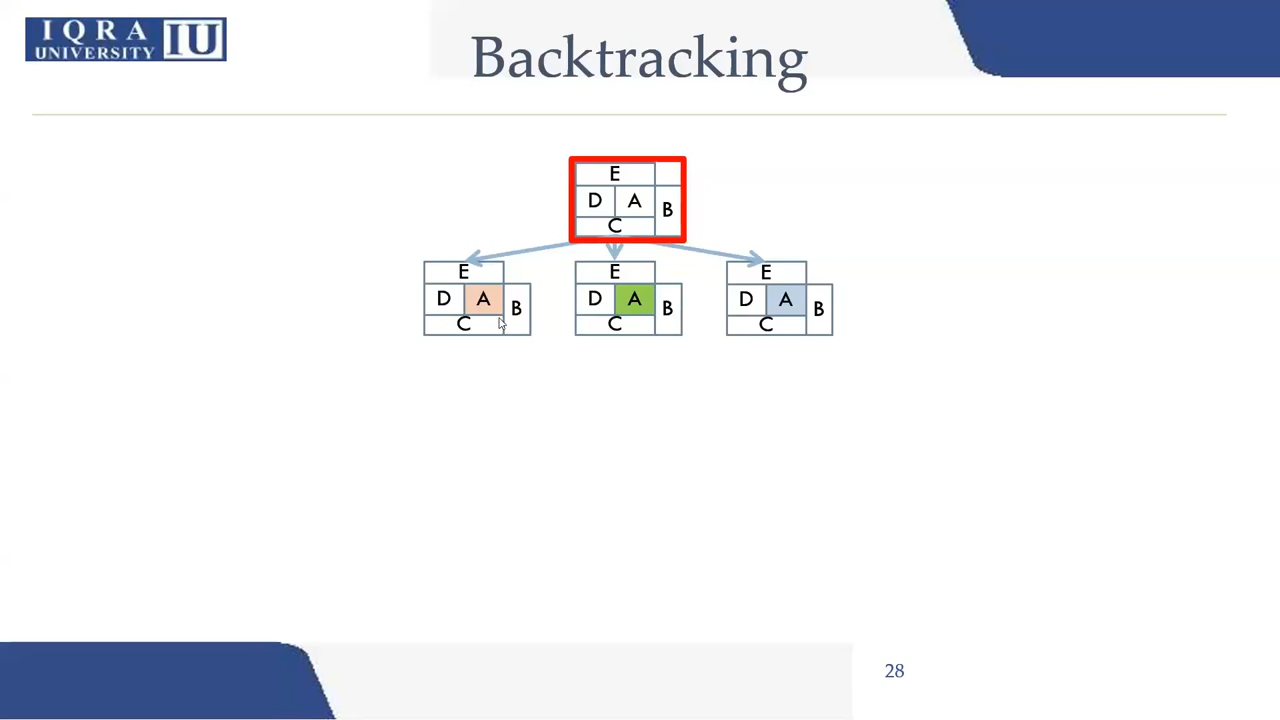 IQRA
UNIVERSITY IU
Backtracking
E
D A B
C
E E E
D A B D A B D A B
C C C
28